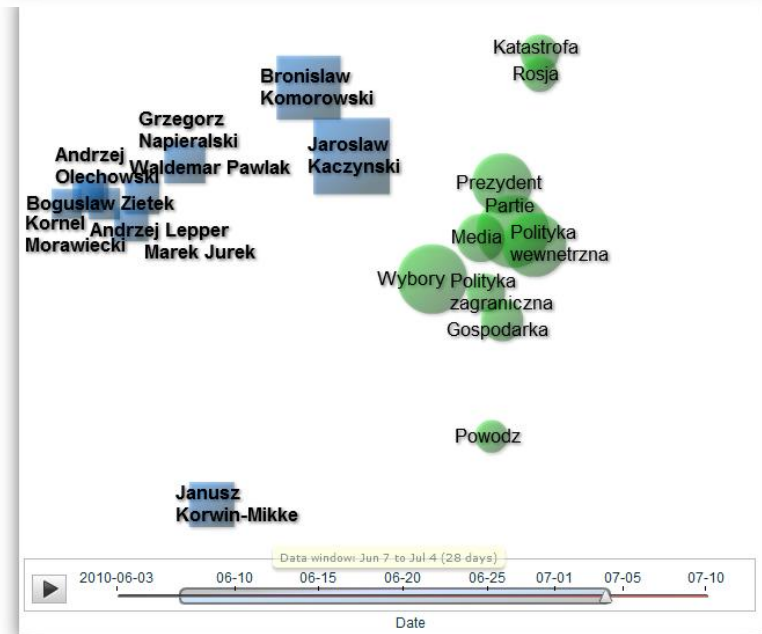 Katastrofa
Rosja
Bronislaw
Komorowski
Grzegorz
Napieralski
Jaroslaw
Kaczynski
Andrzej
Olechowski
Waldemar Pawlak
Boguslaw Zietek
Kornel
Morawiecki
Andrzej Lepper
Marek Jurek
Prezydent
Partie
Media
Polityka
wewnetrzna
Wybory
Polityka
zagraniczna
Gospodarka
Powodz
Janusz
Korwin-Mikke
Data window: Jun 7 to Jul 4 (28 days)
2010-06-03 06-10 06-15 06-20 06-25 07-01 07-05 07-10
Date